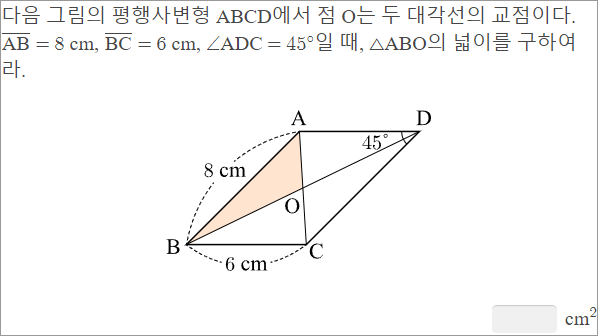 다음 그림의 평행사변형 ABCD에서 점 O는 두 대각선의 교점이다.
A̅B̅ = 8 cm, B̅C̅ = 6 cm, ∠ADC = 45°일 때, △ABO의 넓이를 구하여
라.
A
D
45°
8 cm
O
B
C
6 cm
cm²